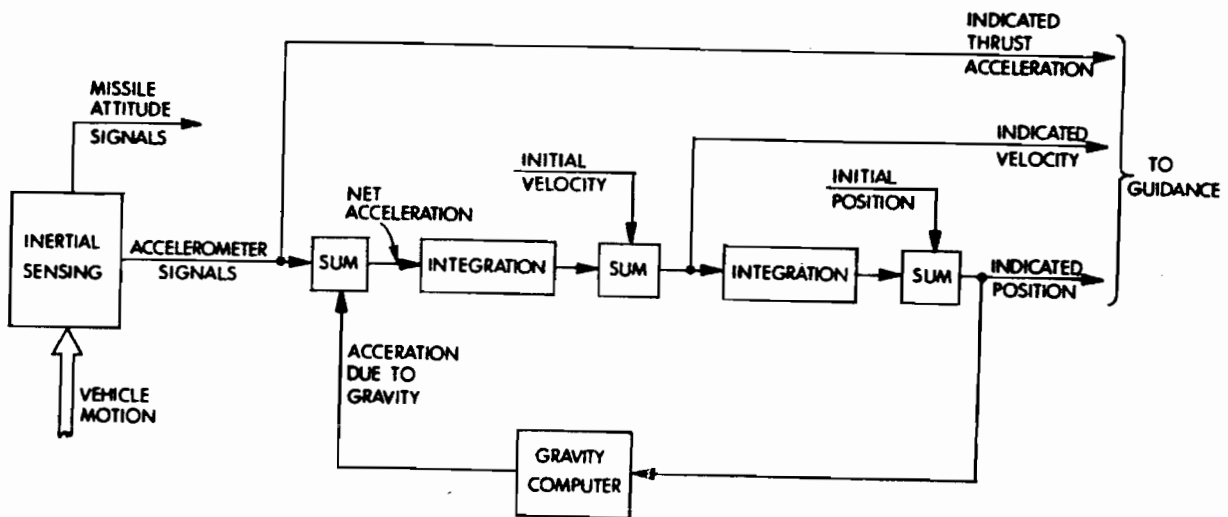 INDICATED
THRUST
ACCELERATION
MISSILE
ATTITUDE
SIGNALS
INDICATED
VELOCITY
TO
GUIDANCE
INITIAL
VELOCITY
INITIAL
POSITION
NET
ACCELERATION
INERTIAL
SENSING
ACCELEROMETER
SIGNALS
SUM
INTEGRATION
SUM
INTEGRATION
SUM
INDICATED
POSITION
ACCERATION
DUE TO
GRAVITY
VEHICLE
MOTION
GRAVITY
COMPUTER